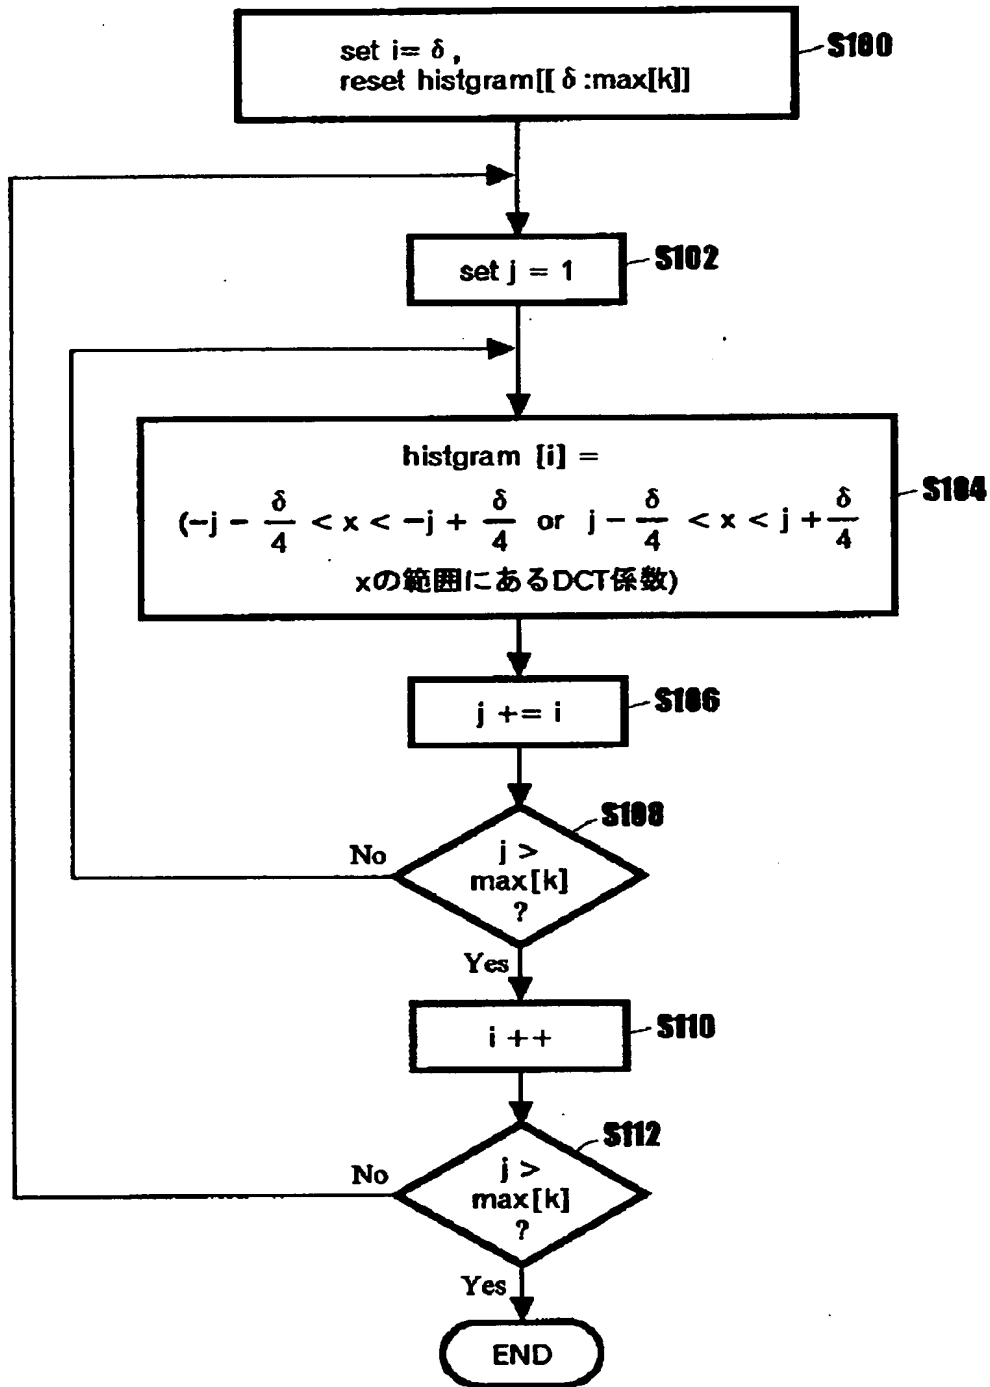 set i= δ ,
reset histgram[[ δ :max[k]]
S100
set j = 1
S102
histgram [i] =
(-j - δ/4 < x < -j + δ/4 or j - δ/4 < x < j + δ/4
xの範囲にあるDCT係数)
S104
j += i
S106
S108
j >
max[k]
?
No
Yes
i ++
S110
S112
j >
max[k]
?
No
Yes
END